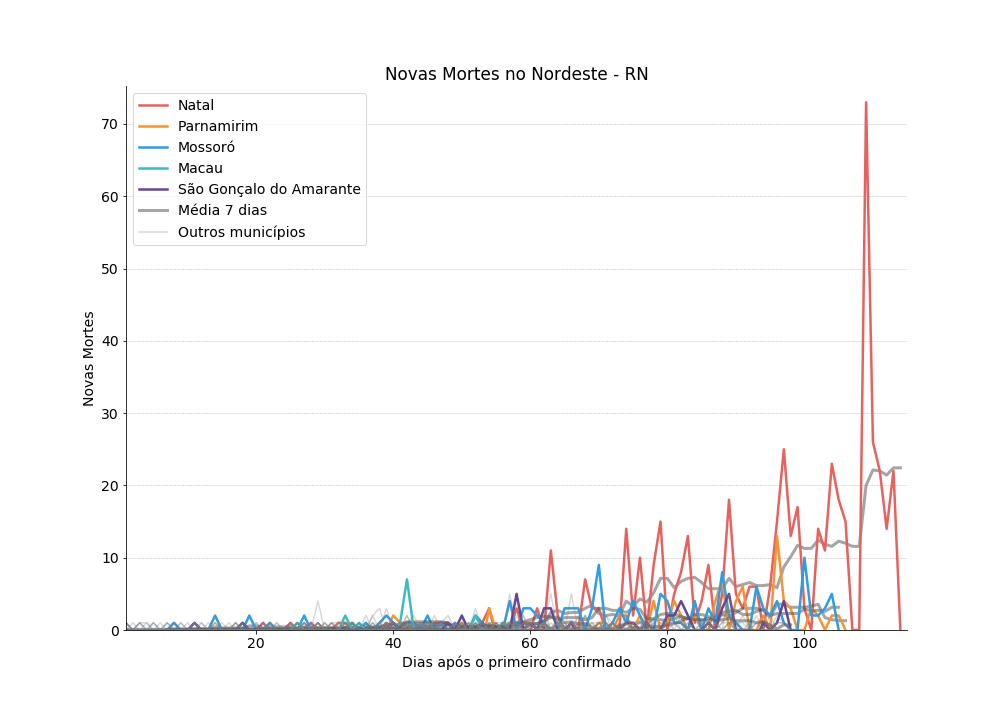 Novas Mortes no Nordeste - RN
Natal
Parnamirim
Mossoró
Macau
São Gonçalo do Amarante
Média 7 dias
Outros municípios
Novas Mortes
70
60
50
40
30
20
10
0
20
40
60
80
100
Dias após o primeiro confirmado